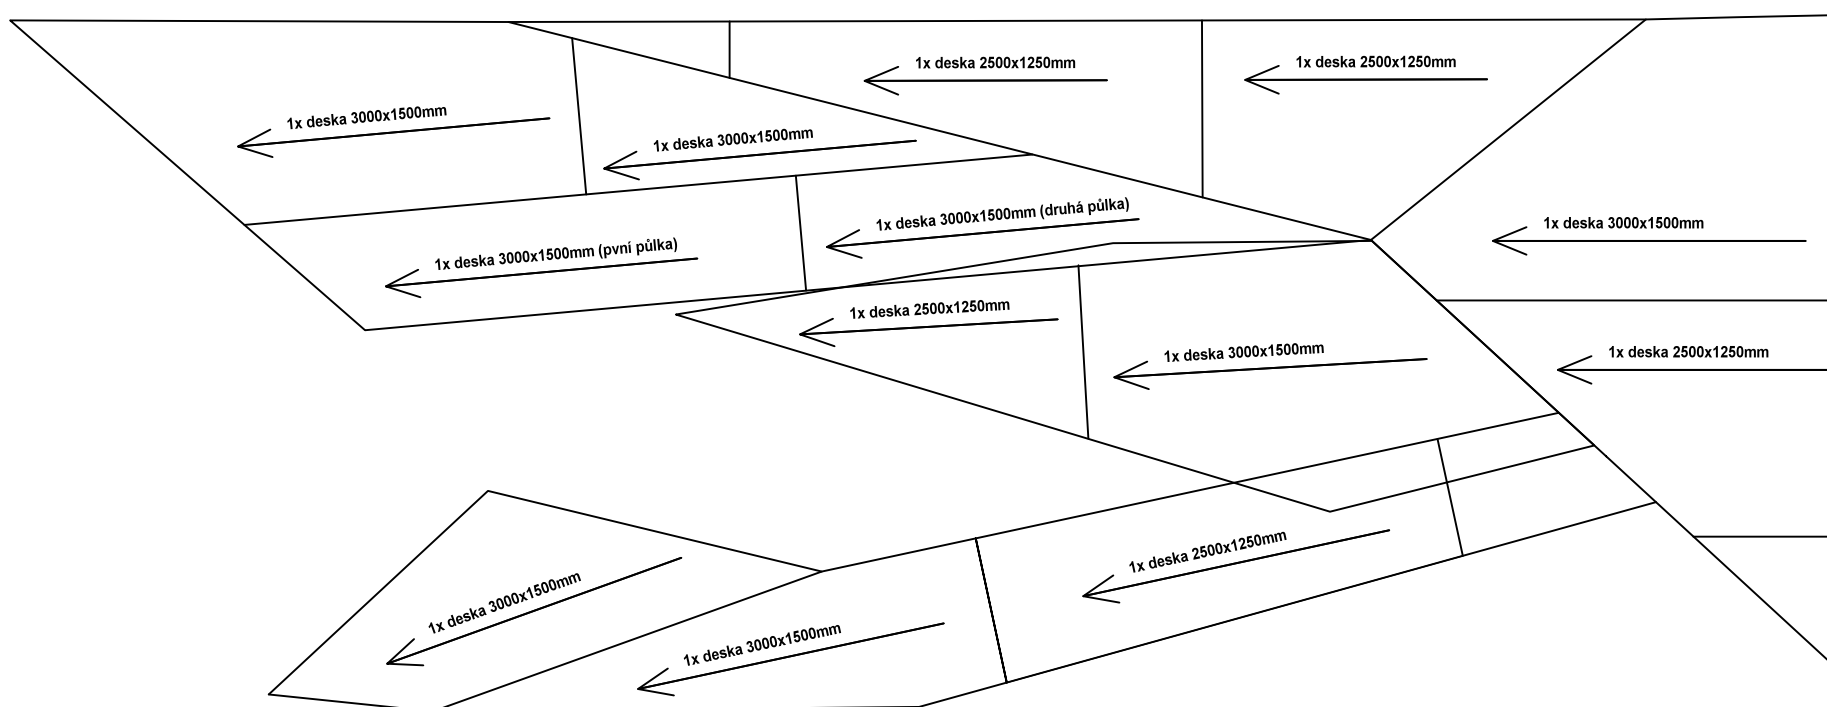 1x deska 2500x1250mm
1x deska 2500x1250mm
1x deska 3000x1500mm
1x deska 3000x1500mm
1x deska 3000x1500mm (druhá půlka)
1x deska 3000x1500mm
1x deska 3000x1500mm (pvní půlka)
1x deska 2500x1250mm
1x deska 3000x1500mm
1x deska 2500x1250mm
1x deska 2500x1250mm
1x deska 3000x1500mm
1x deska 3000x1500mm